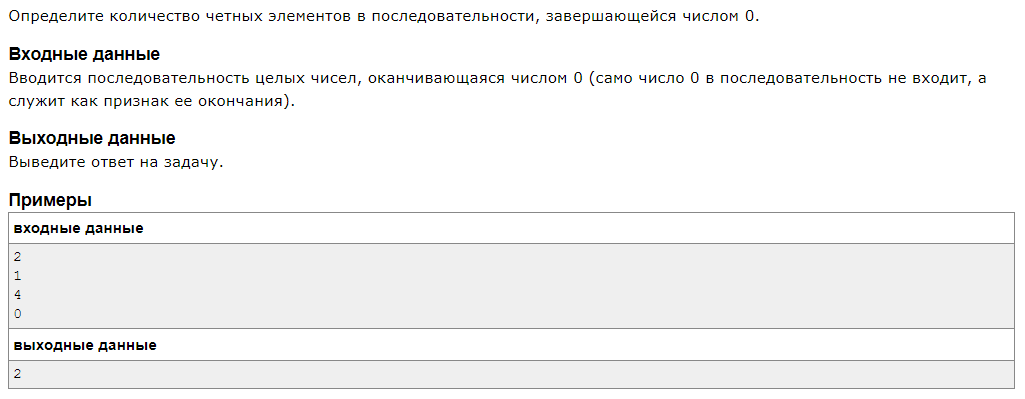 Определите количество четных элементов в последовательности, завершающейся числом 0.
Входные данные
Вводится последовательность целых чисел, оканчивающаяся числом 0 (само число 0 в последовательность не входит, а
служит как признак ее окончания).
Выходные данные
Выведите ответ на задачу.
Примеры
входные данные
2
1
4
0
выходные данные
2